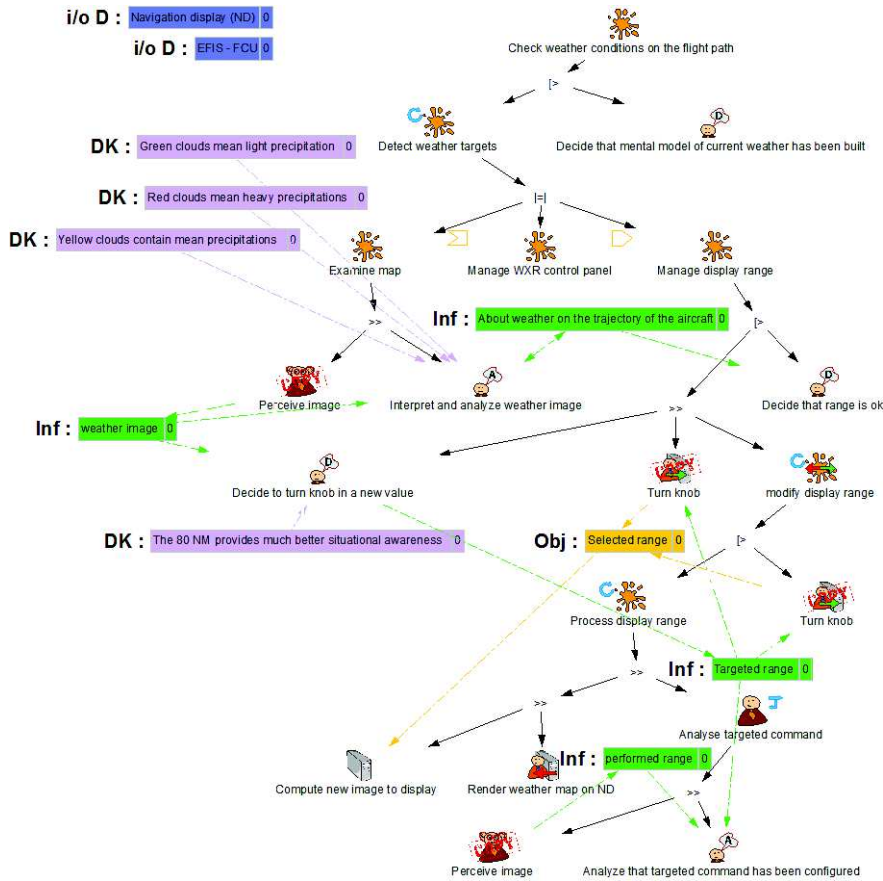 i/o D : Navigation display (ND) 0
i/o D : EFIS - FCU 0
Check weather conditions on the flight path
[>
Detect weather targets
D
Decide that mental model of current weather has been built
DK : Green clouds mean light precipitation 0
DK : Red clouds mean heavy precipitations 0
|=|
DK : Yellow clouds contain mean precipitations 0
Examine map
Manage WXR control panel
Manage display range
>>
Inf : About weather on the trajectory of the aircraft 0
[>
Perceive image
A
Interpret and analyze weather image
D
Decide that range is ok
>>
Inf : weather image 0
D
Decide to turn knob in a new value
Turn knob
modify display range
DK : The 80 NM provides much better situational awareness 0
Obj : Selected range 0
[>
Process display range
Turn knob
>>
Inf : Targeted range 0
>>
Analyse targeted command
Compute new image to display
Render weather map on ND
Inf : performed range 0
>>
Perceive image
A
Analyze that targeted command has been configured